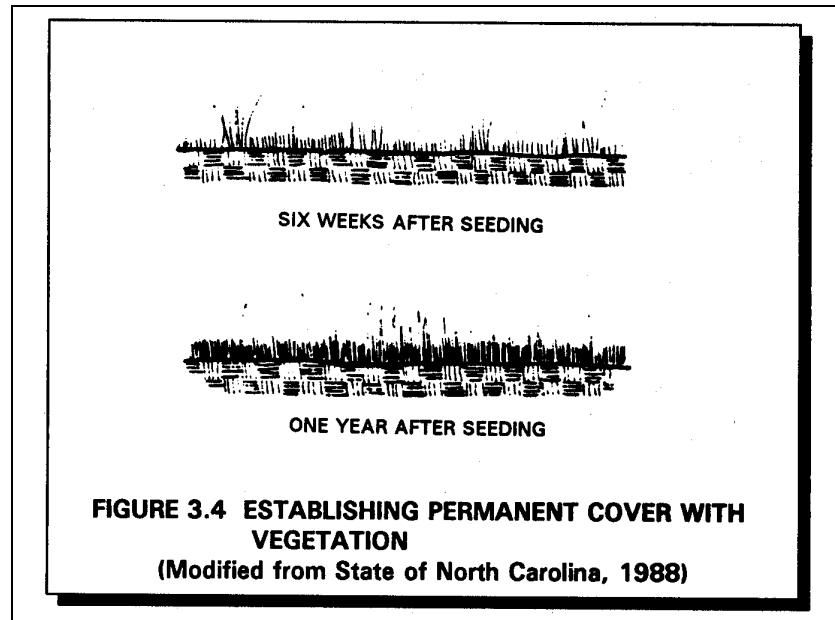 SIX WEEKS AFTER SEEDING
ONE YEAR AFTER SEEDING
FIGURE 3.4 ESTABLISHING PERMANENT COVER WITH
VEGETATION
(Modified from State of North Carolina, 1988)